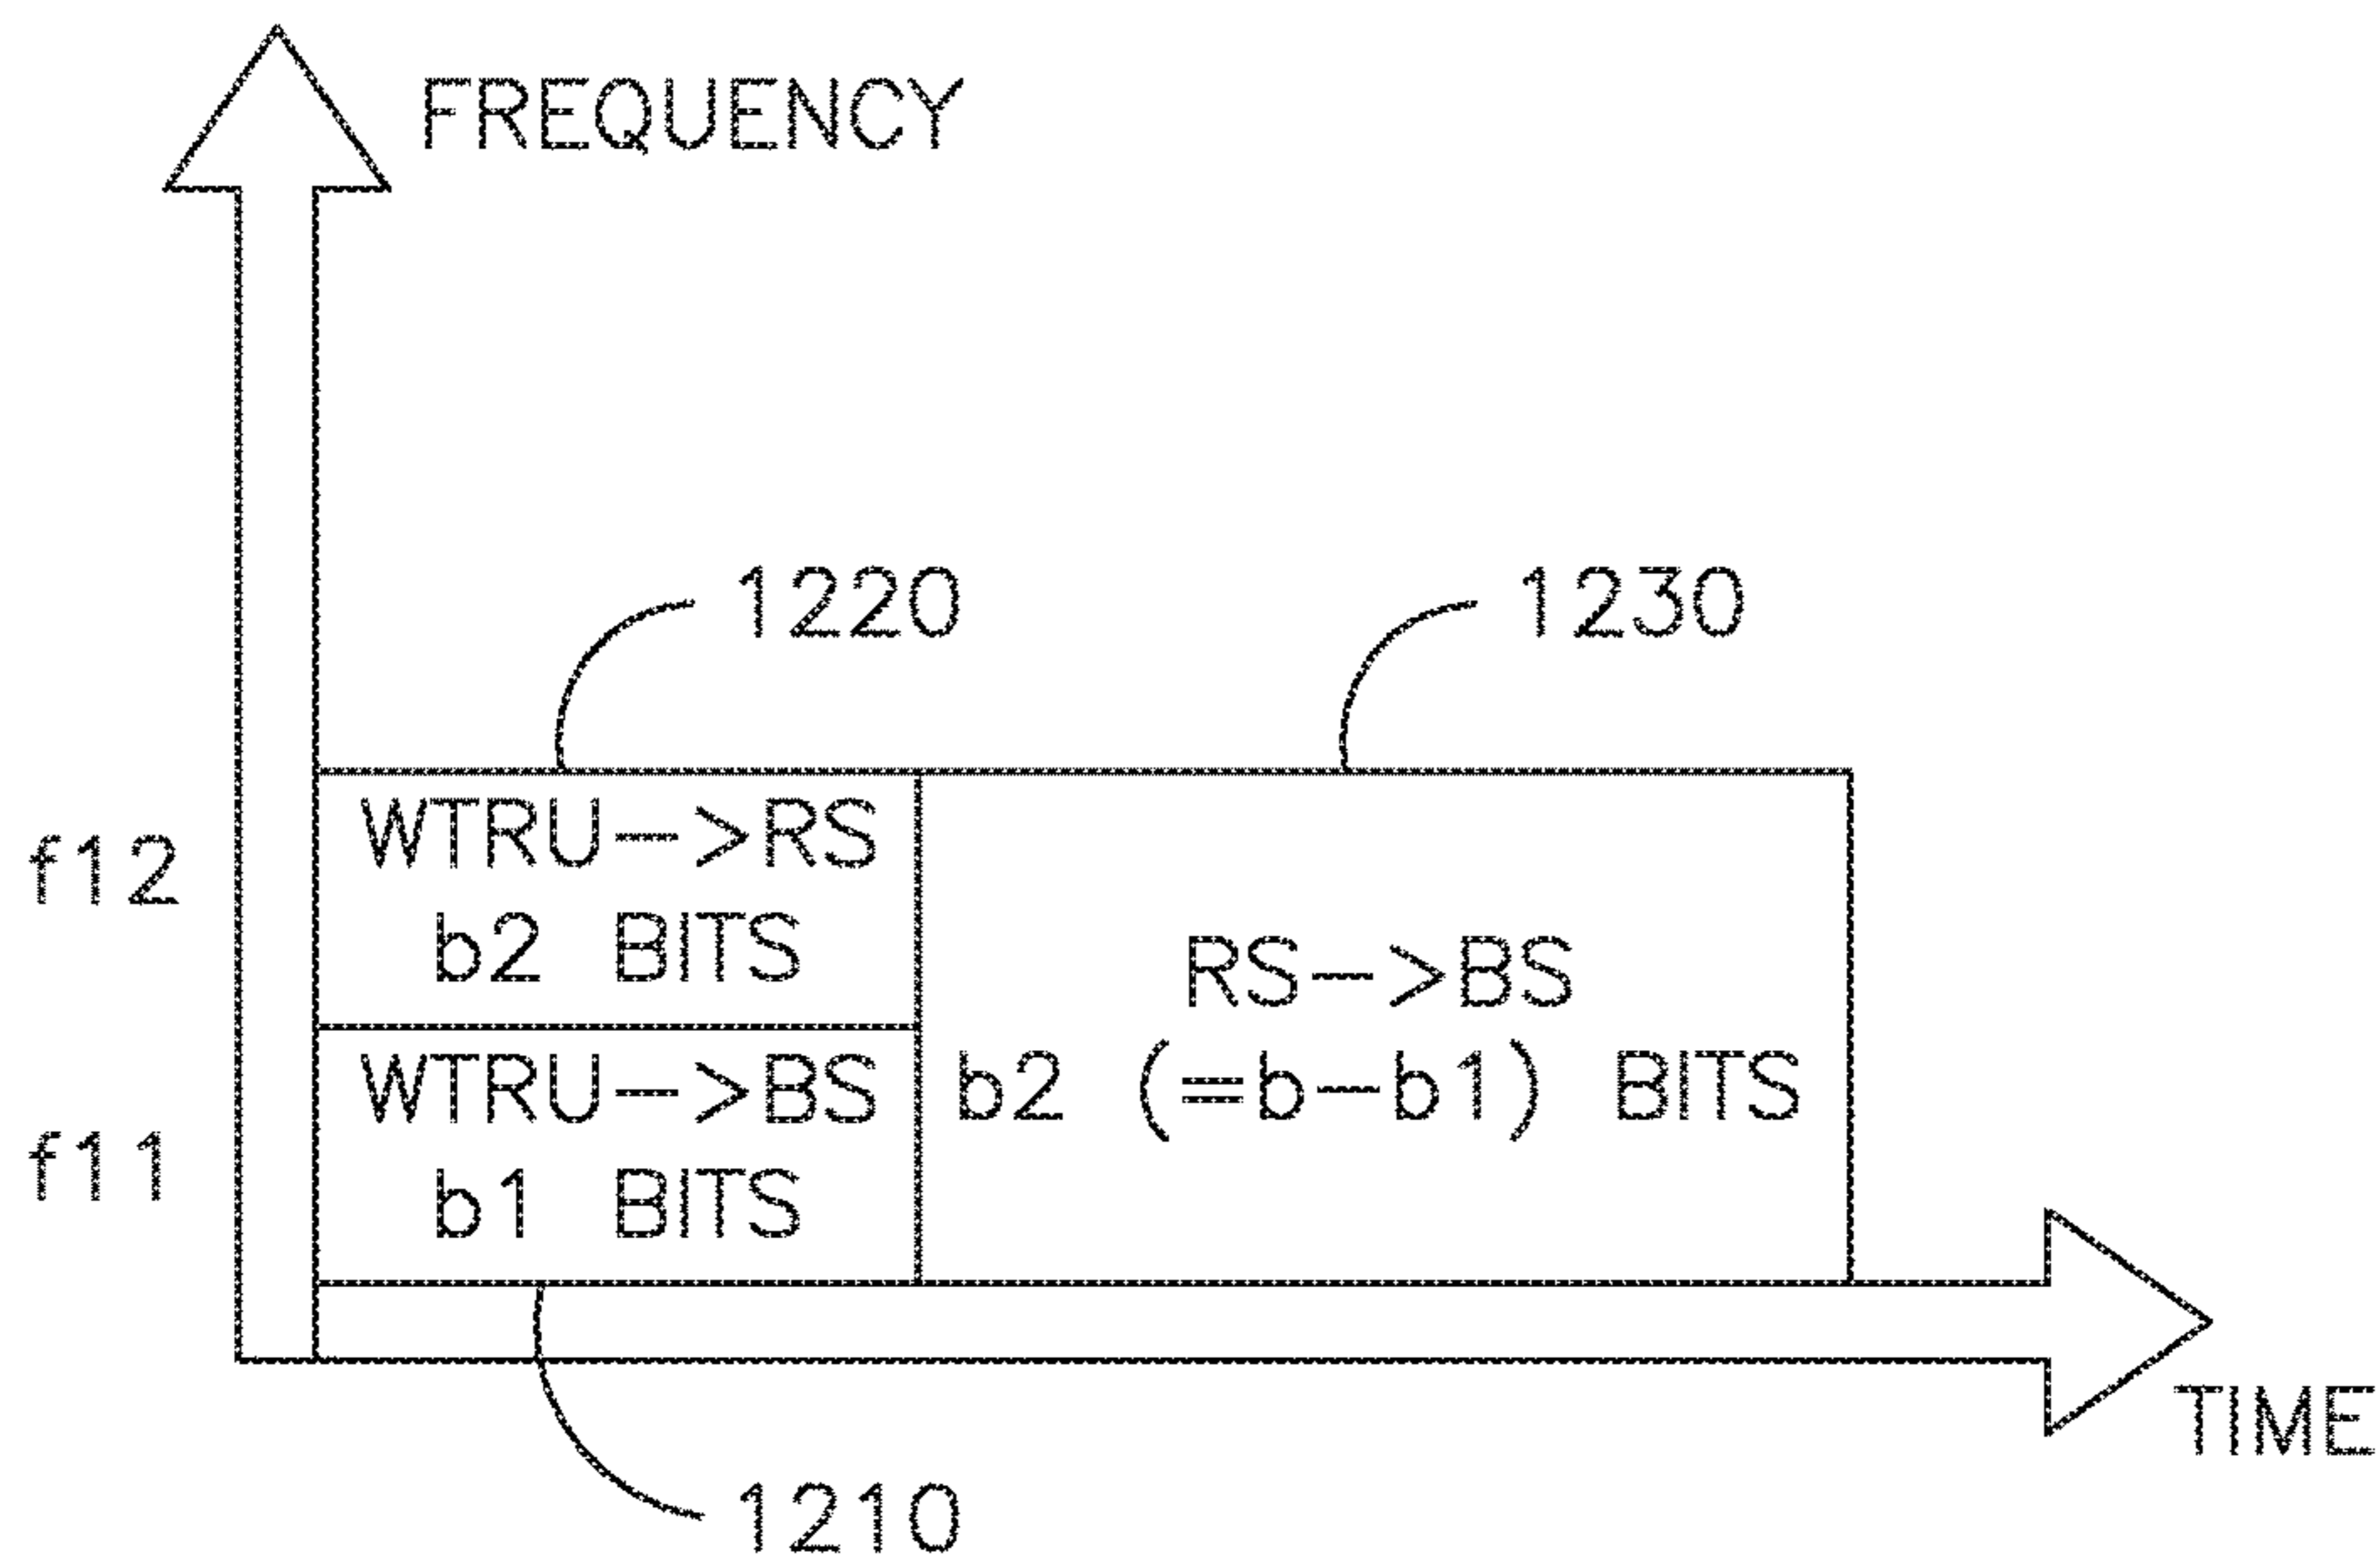 FREQUENCY
1220
1230
f12
WTRU->RS
b2 BITS
RS->BS
b2 (=b-b1) BITS
f11
WTRU->BS
b1 BITS
TIME
1210